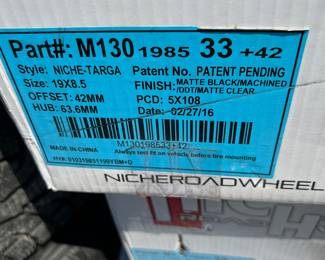 Part#: M130 1985 33 +42
Style: NICHE-TARGA Patent No. PATENT PENDING
Size: 19X8.5 FINISH: MATTE BLACK/MACHINED
/DDT/MATTE CLEAR
OFFSET: 42MM PCD: 5X108
HUB: 63.6MM Date: 02/27/16
M130198533+42
MADE IN CHINA Always test fit on vehicle before tire mounting
NICHEROADWHEEL